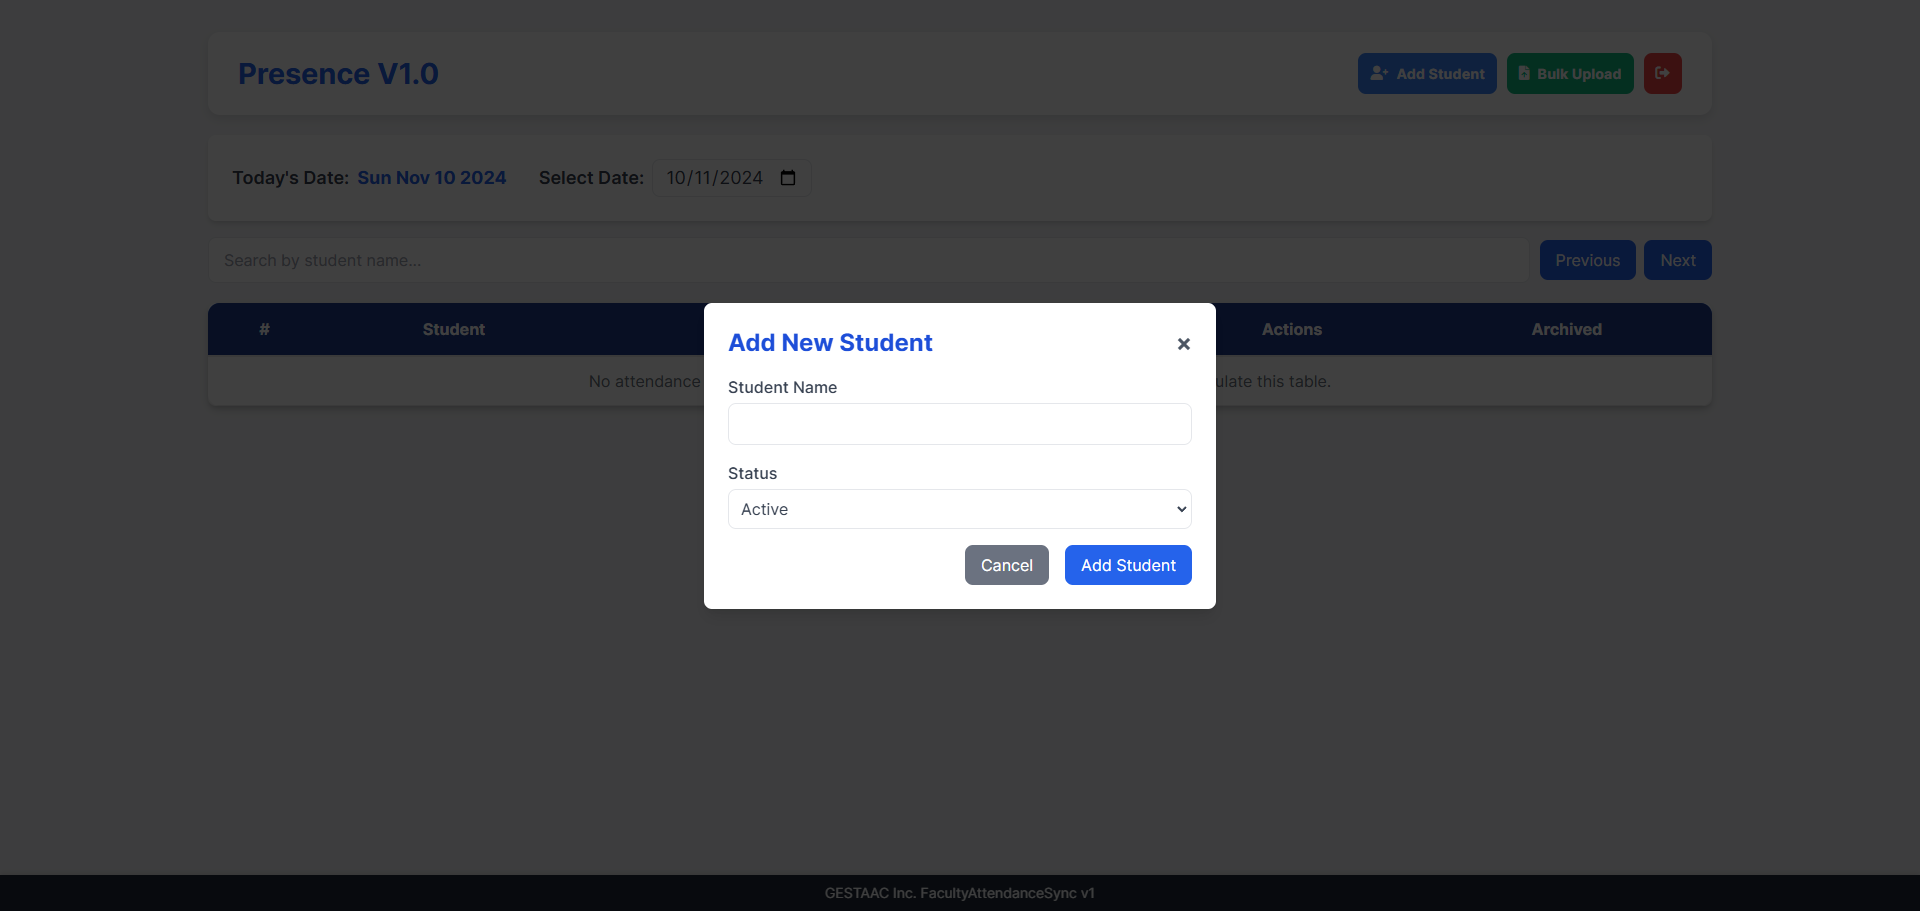 Presence V1.0
Add Student
Bulk Upload
Today's Date: Sun Nov 10 2024
Select Date: 10/11/2024
Search by student name...
Previous
Next
# Student Actions Archived
No attendance
ulate this table.
Add New Student
×
Student Name
Status
Active
Cancel
Add Student
GESTAAC Inc. FacultyAttendanceSync v1